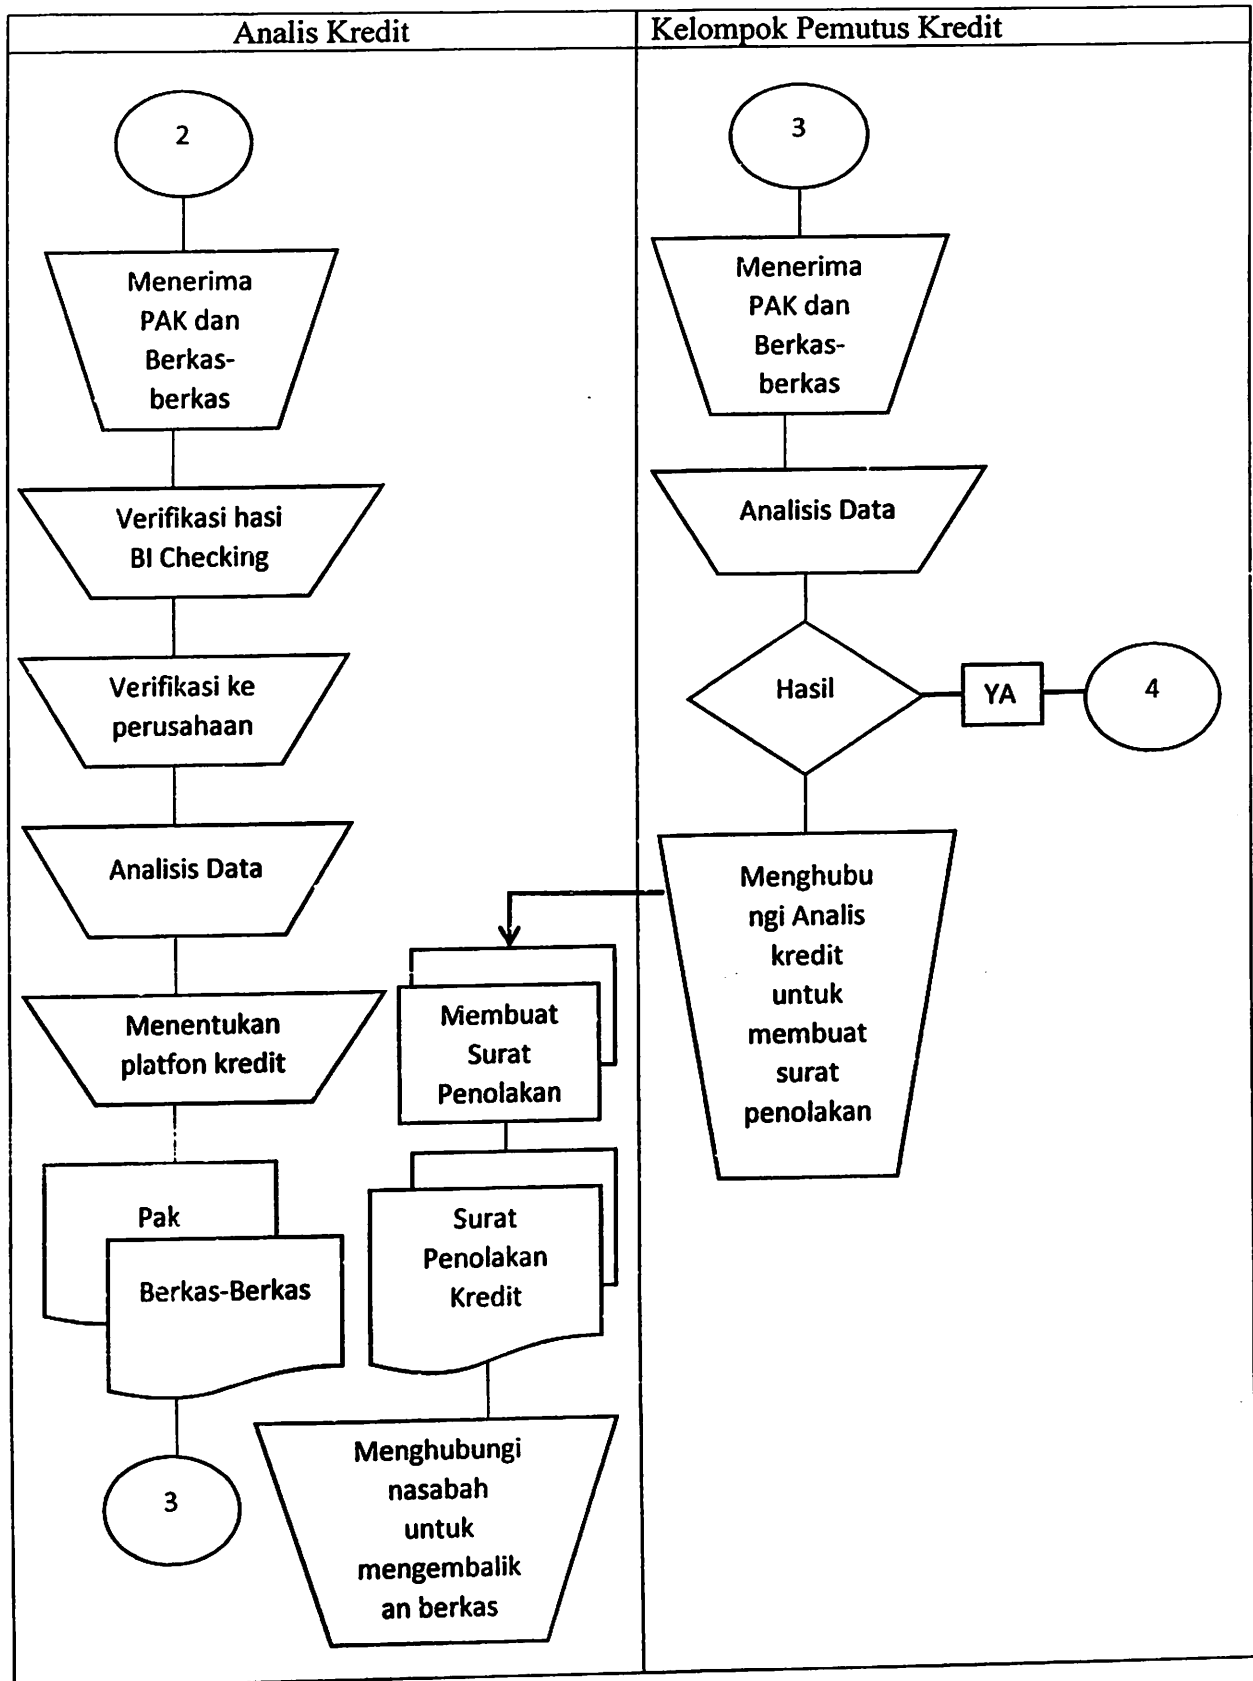 Analis Kredit
Kelompok Pemutus Kredit
2
Menerima
PAK dan
Berkas-
berkas
Verifikasi hasi
BI Checking
Verifikasi ke
perusahaan
Analisis Data
Menentukan
platfon kredit
Pak
Berkas-Berkas
3
Membuat
Surat
Penolakan
Surat
Penolakan
Kredit
Menghubungi
nasabah
untuk
mengembalik
an berkas
3
Menerima
PAK dan
Berkas-
berkas
Analisis Data
Hasil
YA
4
Menghubu
ngi Analis
kredit
untuk
membuat
surat
penolakan